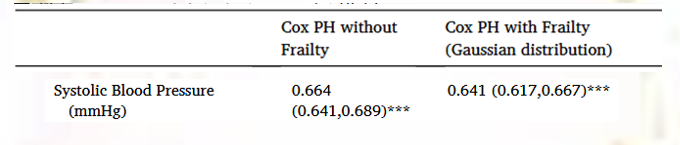 Cox PH without Cox PH with Frailty
Frailty (Gaussian distribution)
Systolic Blood Pressure 0.664 0.641 (0.617,0.667)***
(mmHg) (0.641,0.689)***